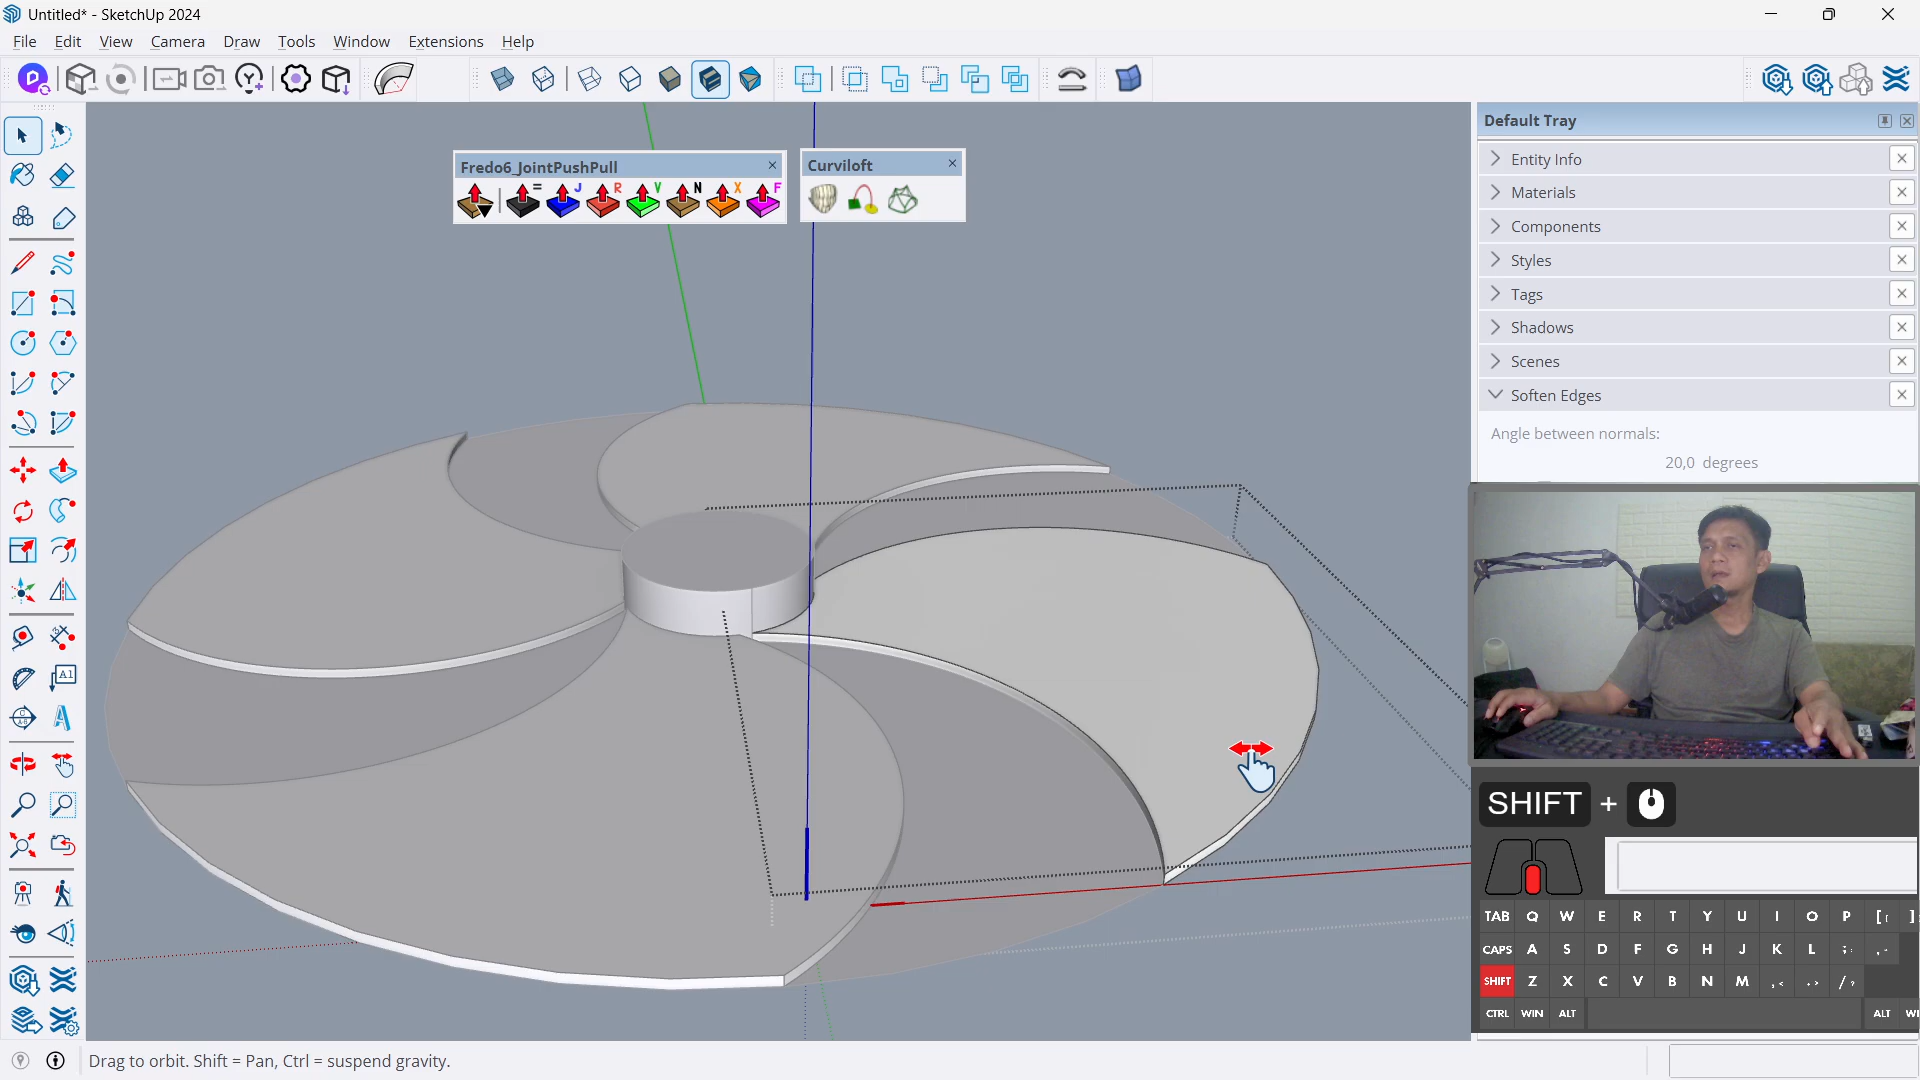 Untitled* - SketchUp 2024
File Edit View Camera Draw Tools Window Extensions Help
Default Tray
Fredo6_JointPushPull
Curviloft
= J R V N X F
Entity Info
Materials
Components
Styles
Tags
Shadows
Scenes
Soften Edges
Angle between normals:
20,0 degrees
A1
SHIFT +
TAB Q W E R T Y U I O P [ ]
CAPS A S D F G H J K L ;
SHIFT Z X C V B N M , < . > / ?
CTRL WIN ALT ALT WI
Drag to orbit. Shift = Pan, Ctrl = suspend gravity.